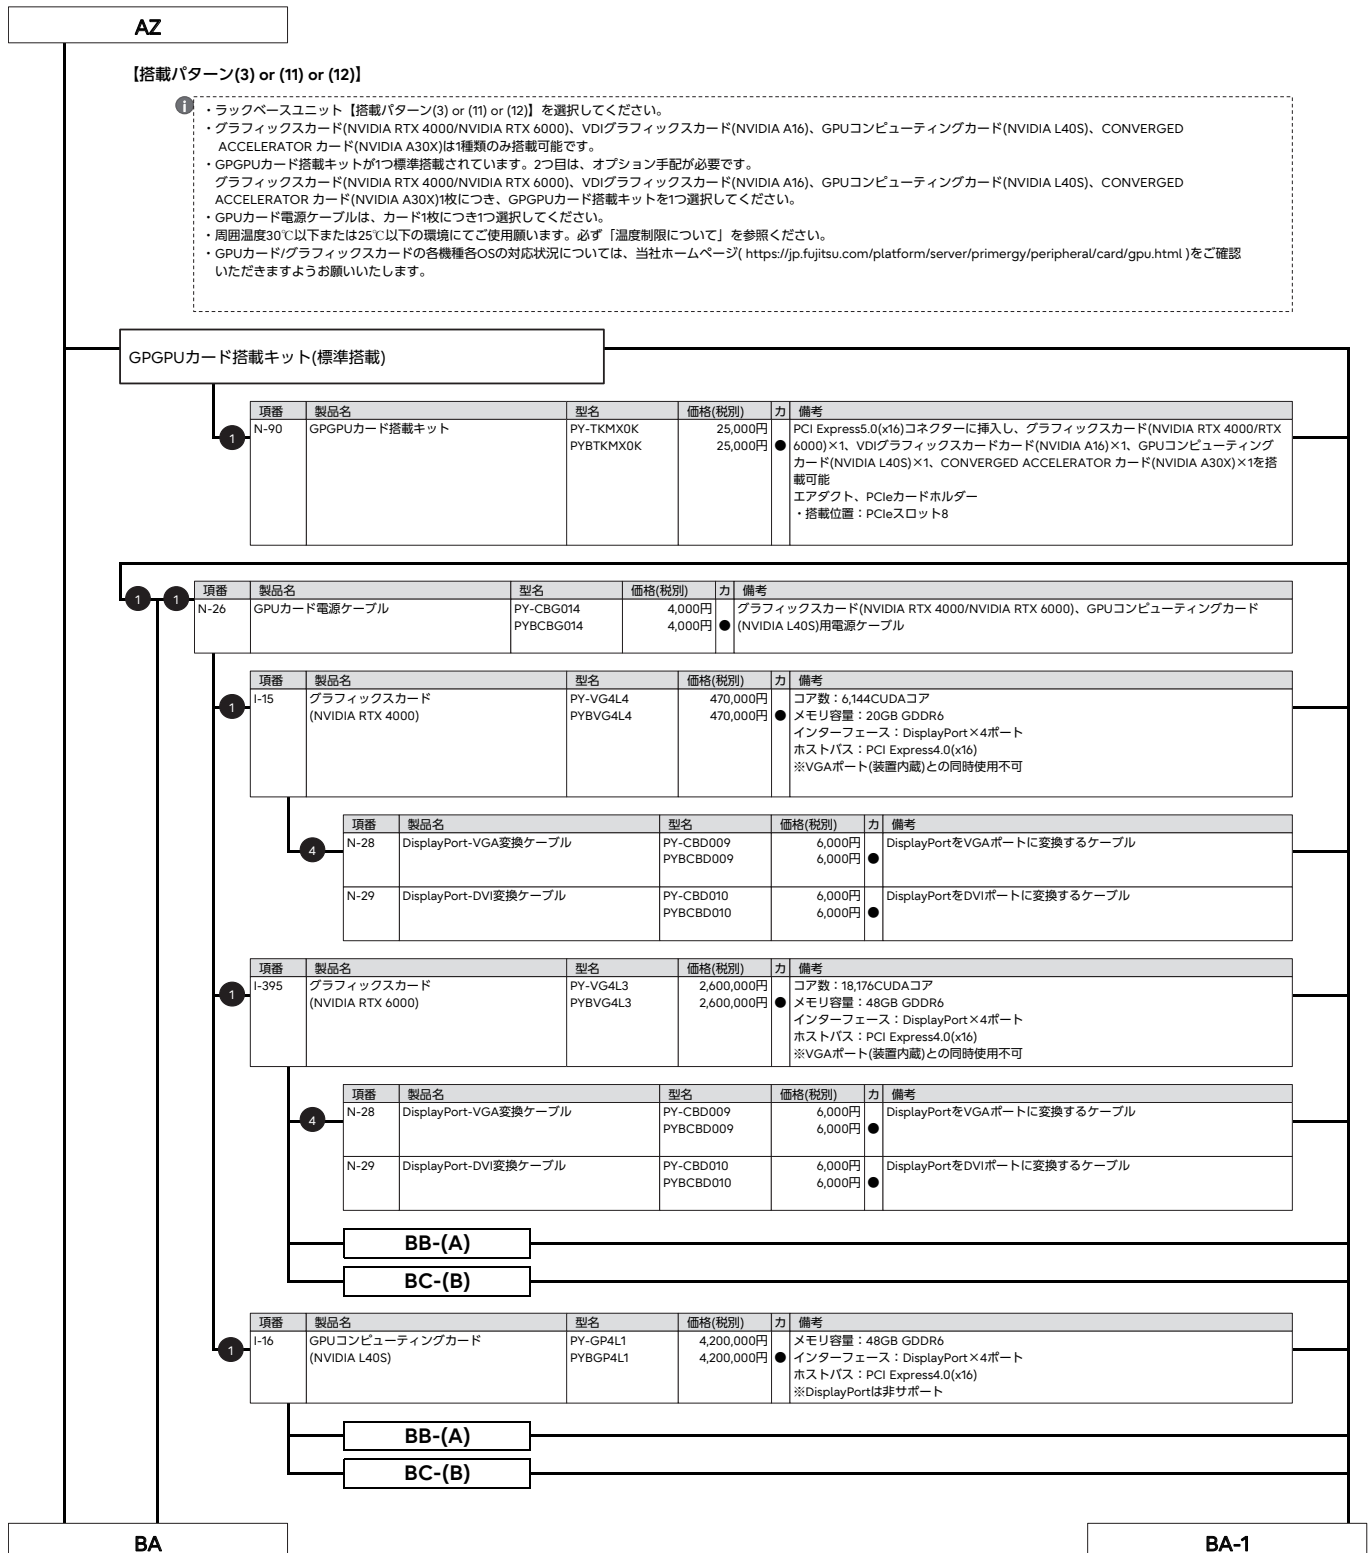 AZ
【搭載パターン(3) or (11) or (12)】
・ラックベースユニット【搭載パターン(3) or (11) or (12)】を選択してください。
・グラフィックスカード(NVIDIA RTX 4000/NVIDIA RTX 6000)、VDIグラフィックスカード(NVIDIA A16)、GPUコンピューティングカード(NVIDIA L40S)、CONVERGED
ACCELERATOR カード(NVIDIA A30X)は1種類のみ搭載可能です。
・GPGPUカード搭載キットが1つ標準搭載されています。2つ目は、オプション手配が必要です。
グラフィックスカード(NVIDIA RTX 4000/NVIDIA RTX 6000)、VDIグラフィックスカード(NVIDIA A16)、GPUコンピューティングカード(NVIDIA L40S)、CONVERGED
ACCELERATOR カード(NVIDIA A30X)1枚につき、GPGPUカード搭載キットを1つ選択してください。
・GPUカード電源ケーブルは、カード1枚につき1つ選択してください。
・周囲温度30℃以下または25℃以下の環境にてご使用願います。必ず「温度制限について」を参照ください。
・GPUカード/グラフィックスカードの各機種各OSの対応状況については、当社ホームページ( https://jp.fujitsu.com/platform/server/primergy/peripheral/card/gpu.html )をご確認
いただきますようお願いいたします。
GPGPUカード搭載キット(標準搭載)
項番 製品名 型名 価格(税別) カ 備考
1 N-90 GPGPUカード搭載キット PY-TKMX0K 25,000円 PCI Express5.0(x16)コネクターに挿入し、グラフィックスカード(NVIDIA RTX 4000/RTX
PYBTKMX0K 25,000円 ● 6000)×1、VDIグラフィックスカードカード(NVIDIA A16)×1、GPUコンピューティング
カード(NVIDIA L40S)×1、CONVERGED ACCELERATOR カード(NVIDIA A30X)×1を搭
載可能
エアダクト、PCIeカードホルダー
・搭載位置：PCIeスロット8
項番 製品名 型名 価格(税別) カ 備考
1 1 N-26 GPUカード電源ケーブル PY-CBG014 4,000円 グラフィックスカード(NVIDIA RTX 4000/NVIDIA RTX 6000)、GPUコンピューティングカード
PYBCBG014 4,000円 ● (NVIDIA L40S)用電源ケーブル
項番 製品名 型名 価格(税別) カ 備考
1 I-15 グラフィックスカード PY-VG4L4 470,000円 コア数：6,144CUDAコア
(NVIDIA RTX 4000) PYBVG4L4 470,000円 ● メモリ容量：20GB GDDR6
インターフェース：DisplayPort×4ポート
ホストバス：PCI Express4.0(x16)
※VGAポート(装置内蔵)との同時使用不可
項番 製品名 型名 価格(税別) カ 備考
4 N-28 DisplayPort-VGA変換ケーブル PY-CBD009 6,000円 DisplayPortをVGAポートに変換するケーブル
PYBCBD009 6,000円 ●
N-29 DisplayPort-DVI変換ケーブル PY-CBD010 6,000円 DisplayPortをDVIポートに変換するケーブル
PYBCBD010 6,000円 ●
項番 製品名 型名 価格(税別) カ 備考
1 I-395 グラフィックスカード PY-VG4L3 2,600,000円 コア数：18,176CUDAコア
(NVIDIA RTX 6000) PYBVG4L3 2,600,000円 ● メモリ容量：48GB GDDR6
インターフェース：DisplayPort×4ポート
ホストバス：PCI Express4.0(x16)
※VGAポート(装置内蔵)との同時使用不可
項番 製品名 型名 価格(税別) カ 備考
4 N-28 DisplayPort-VGA変換ケーブル PY-CBD009 6,000円 DisplayPortをVGAポートに変換するケーブル
PYBCBD009 6,000円 ●
N-29 DisplayPort-DVI変換ケーブル PY-CBD010 6,000円 DisplayPortをDVIポートに変換するケーブル
PYBCBD010 6,000円 ●
BB-(A)
BC-(B)
項番 製品名 型名 価格(税別) カ 備考
1 I-16 GPUコンピューティングカード PY-GP4L1 4,200,000円 メモリ容量：48GB GDDR6
(NVIDIA L40S) PYBGP4L1 4,200,000円 ● インターフェース：DisplayPort×4ポート
ホストバス：PCI Express4.0(x16)
※DisplayPortは非サポート
BB-(A)
BC-(B)
BA BA-1